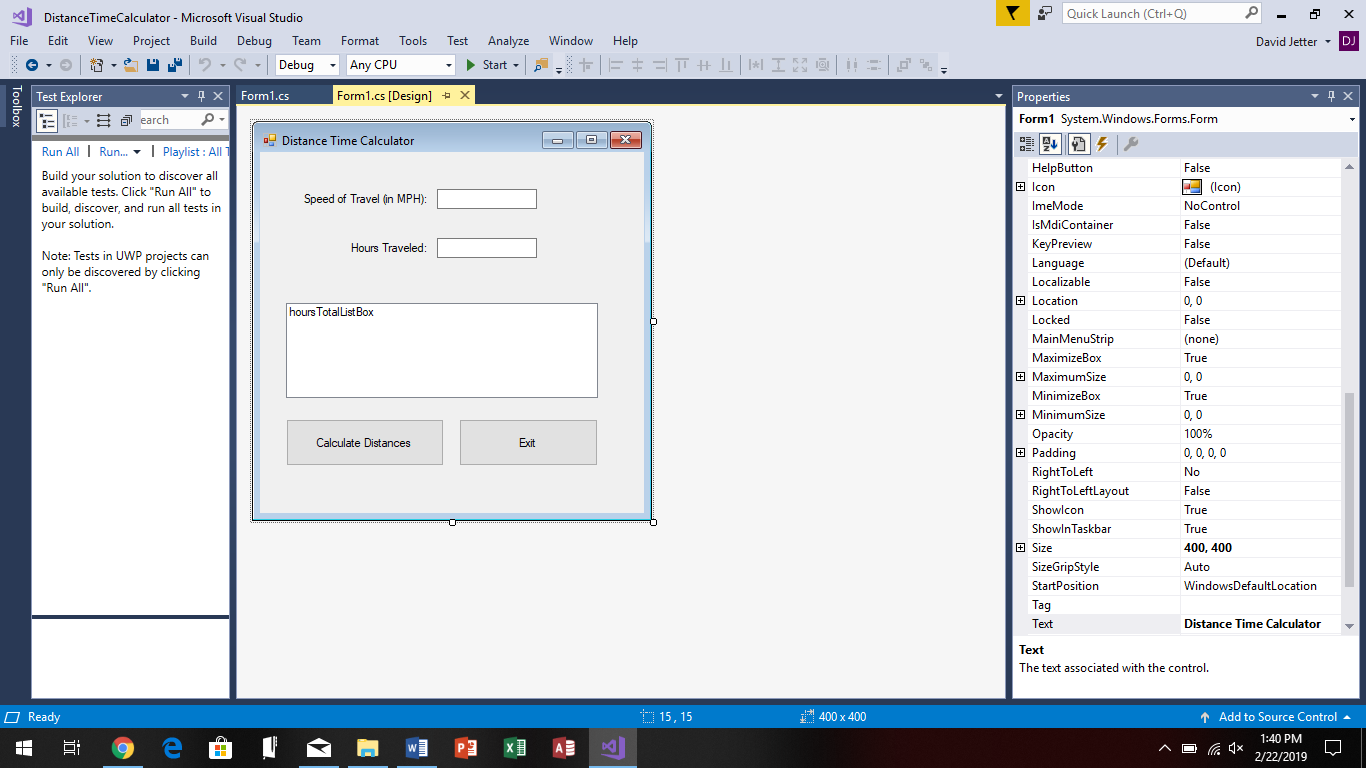 DistanceTimeCalculator - Microsoft Visual Studio
Quick Launch (Ctrl+Q)
File Edit View Project Build Debug Team Format Tools Test Analyze Window Help
David Jetter DJ
Debug Any CPU Start
Toolbox
Test Explorer
earch
Run All | Run... | Playlist : All T
Build your solution to discover all
available tests. Click "Run All" to
build, discover, and run all tests in
your solution.
Note: Tests in UWP projects can
only be discovered by clicking
"Run All".
Form1.cs Form1.cs [Design]
Distance Time Calculator
Speed of Travel (in MPH):
Hours Traveled:
hoursTotalListBox
Calculate Distances Exit
Properties
Form1 System.Windows.Forms.Form
HelpButton False
Icon (Icon)
ImeMode NoControl
IsMdiContainer False
KeyPreview False
Language (Default)
Localizable False
Location 0, 0
Locked False
MainMenuStrip (none)
MaximizeBox True
MaximumSize 0, 0
MinimizeBox True
MinimumSize 0, 0
Opacity 100%
Padding 0, 0, 0, 0
RightToLeft No
RightToLeftLayout False
ShowIcon True
ShowInTaskbar True
Size 400, 400
SizeGripStyle Auto
StartPosition WindowsDefaultLocation
Tag
Text Distance Time Calculator
Text
The text associated with the control.
Ready 15 , 15 400 x 400 Add to Source Control
1:40 PM
2/22/2019